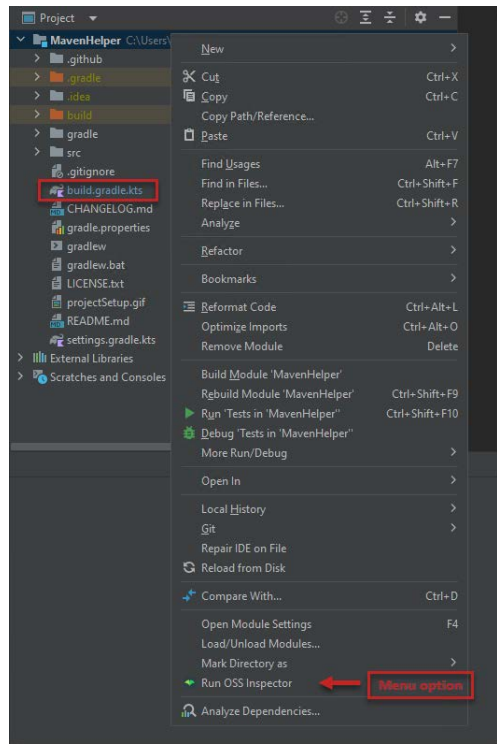 Project
MavenHelper C:\Users\
.github
.gradle
.idea
build
gradle
src
.gitignore
build.gradle.kts
CHANGELOG.md
gradle.properties
gradlew
gradlew.bat
LICENSE.txt
projectSetup.gif
README.md
settings.gradle.kts
External Libraries
Scratches and Consoles
New
Cut Ctrl+X
Copy Ctrl+C
Copy Path/Reference...
Paste Ctrl+V
Find Usages Alt+F7
Find in Files... Ctrl+Shift+F
Replace in Files... Ctrl+Shift+R
Analyze
Refactor
Bookmarks
Reformat Code Ctrl+Alt+L
Optimize Imports Ctrl+Alt+O
Remove Module Delete
Build Module 'MavenHelper'
Rebuild Module 'MavenHelper' Ctrl+Shift+F9
Run 'Tests in 'MavenHelper'' Ctrl+Shift+F10
Debug 'Tests in 'MavenHelper''
More Run/Debug
Open In
Local History
Git
Repair IDE on File
Reload from Disk
Compare With... Ctrl+D
Open Module Settings F4
Load/Unload Modules...
Mark Directory as
Run OSS Inspector
Menu option
Analyze Dependencies...